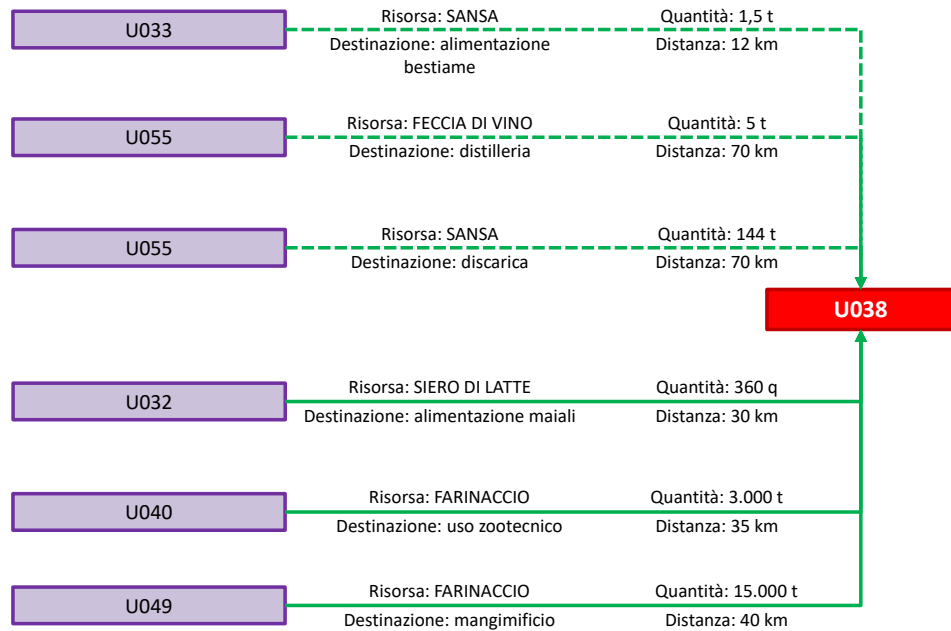 U033
Risorsa: SANSA
Quantità: 1,5 t
Destinazione: alimentazione
bestiame
Distanza: 12 km
U055
Risorsa: FECCIA DI VINO
Quantità: 5 t
Destinazione: distilleria
Distanza: 70 km
U055
Risorsa: SANSA
Quantità: 144 t
Destinazione: discarica
Distanza: 70 km
U038
U032
Risorsa: SIERO DI LATTE
Quantità: 360 q
Destinazione: alimentazione maiali
Distanza: 30 km
U040
Risorsa: FARINACCIO
Quantità: 3.000 t
Destinazione: uso zootecnico
Distanza: 35 km
U049
Risorsa: FARINACCIO
Quantità: 15.000 t
Destinazione: mangimificio
Distanza: 40 km